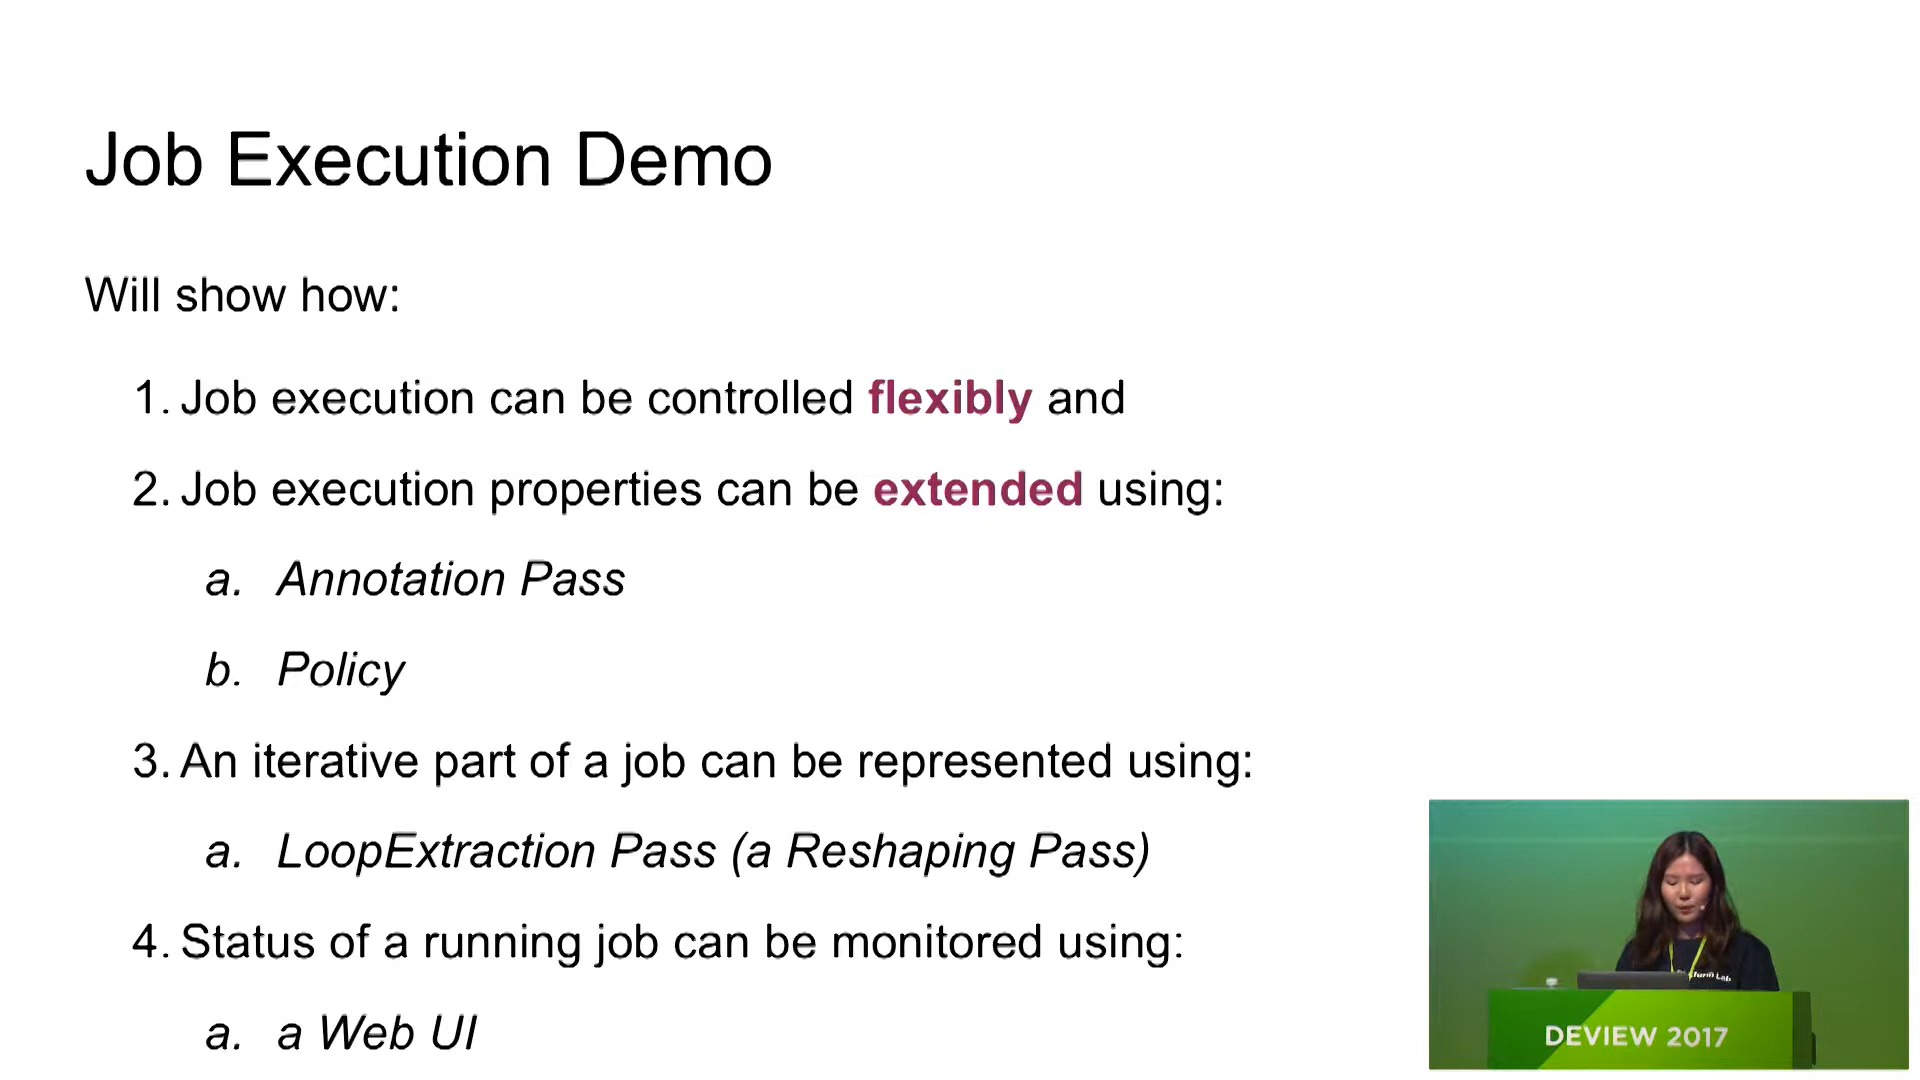 Job Execution Demo
Will show how:
1. Job execution can be controlled flexibly and
2. Job execution properties can be extended using:
a. Annotation Pass
b. Policy
3. An iterative part of a job can be represented using:
a. LoopExtraction Pass (a Reshaping Pass)
4. Status of a running job can be monitored using:
a. a Web UI
Lab
DEVIEW 2017